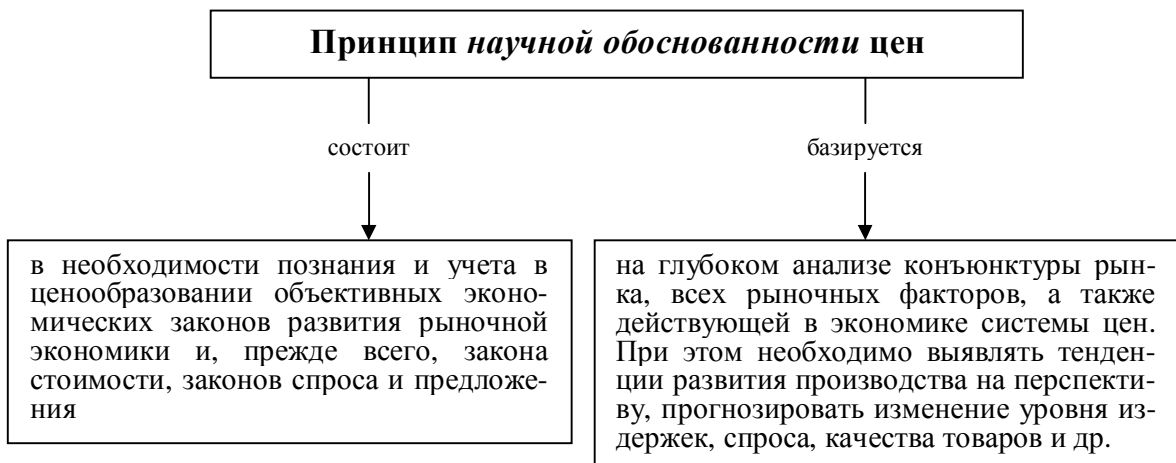 Принцип научной обоснованности цен
состоит
базируется
в необходимости познания и учета в
ценообразовании объективных эконо-
мических законов развития рыночной
экономики и, прежде всего, закона
стоимости, законов спроса и предложе-
ния
на глубоком анализе конъюнктуры рын-
ка, всех рыночных факторов, а также
действующей в экономике системы цен.
При этом необходимо выявлять тенден-
ции развития производства на перспекти-
ву, прогнозировать изменение уровня из-
держек, спроса, качества товаров и др.